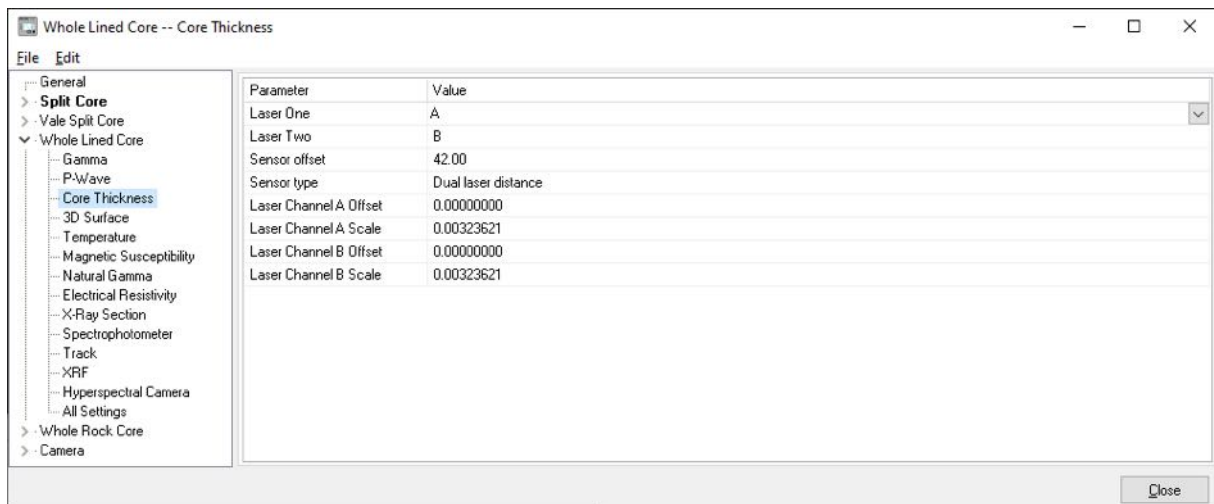 Whole Lined Core -- Core Thickness
File Edit
General
Split Core
Vale Split Core
Whole Lined Core
Gamma
P-Wave
Core Thickness
3D Surface
Temperature
Magnetic Susceptibility
Natural Gamma
Electrical Resistivity
X-Ray Section
Spectrophotometer
Track
XRF
Hyperspectral Camera
All Settings
Whole Rock Core
Camera
Parameter Value
Laser One A
Laser Two B
Sensor offset 42.00
Sensor type Dual laser distance
Laser Channel A Offset 0.00000000
Laser Channel A Scale 0.00323621
Laser Channel B Offset 0.00000000
Laser Channel B Scale 0.00323621
Close